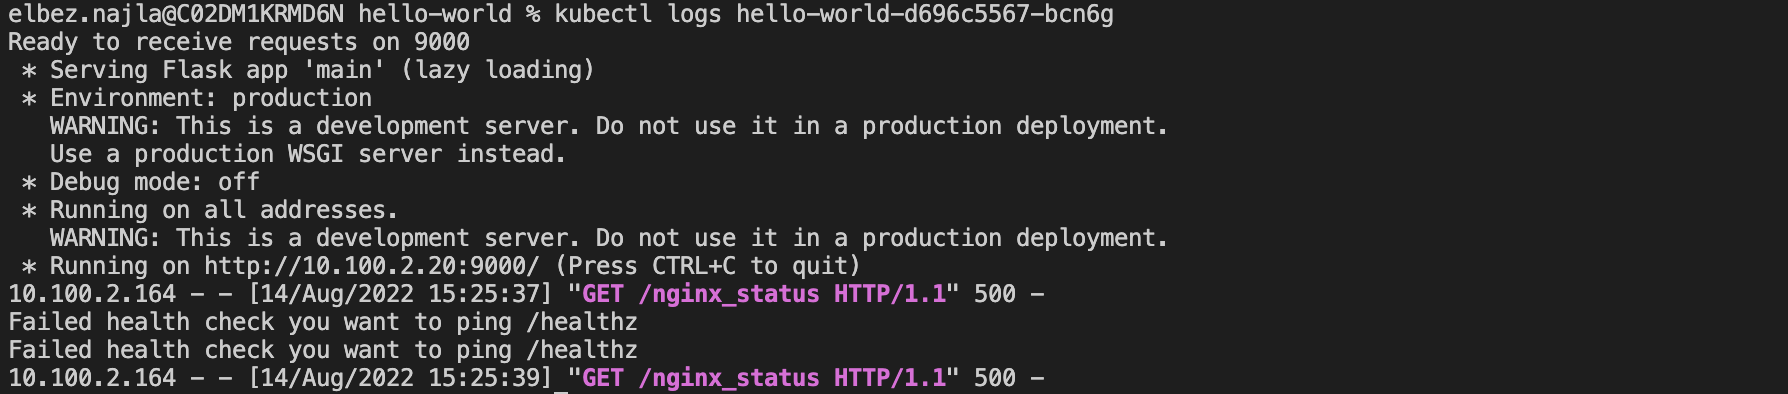 elbez.najla@C02DM1KRMD6N hello-world % kubectl logs hello-world-d696c5567-bcn6g
Ready to receive requests on 9000
 * Serving Flask app 'main' (lazy loading)
 * Environment: production
   WARNING: This is a development server. Do not use it in a production deployment.
   Use a production WSGI server instead.
 * Debug mode: off
 * Running on all addresses.
   WARNING: This is a development server. Do not use it in a production deployment.
 * Running on http://10.100.2.20:9000/ (Press CTRL+C to quit)
10.100.2.164 - - [14/Aug/2022 15:25:37] "GET /nginx_status HTTP/1.1" 500 -
Failed health check you want to ping /healthz
Failed health check you want to ping /healthz
10.100.2.164 - - [14/Aug/2022 15:25:39] "GET /nginx_status HTTP/1.1" 500 -